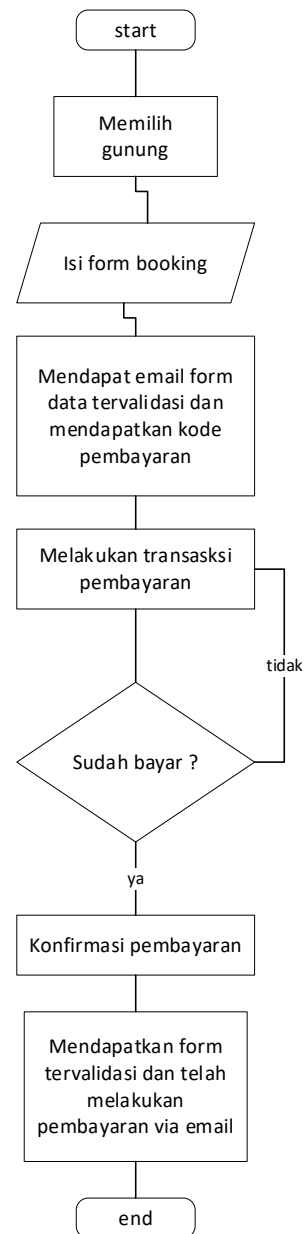 start
Memilih
gunung
Isi form booking
Mendapat email form
data tervalidasi dan
mendapatkan kode
pembayaran
Melakukan transasksi
pembayaran
tidak
Sudah bayar ?
ya
Konfirmasi pembayaran
Mendapatkan form
tervalidasi dan telah
melakukan
pembayaran via email
end